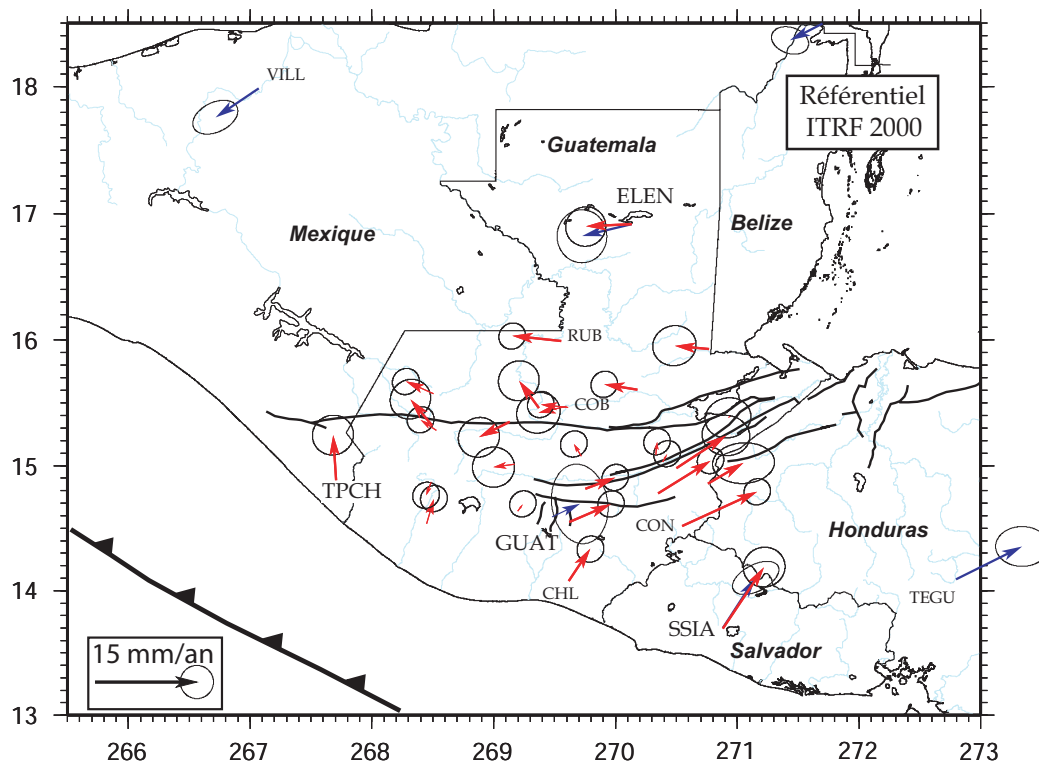 18
17
16
15
14
13
VILL
Référentiel
ITRF 2000
Guatemala
ELEN
Belize
Mexique
RUB
COB
TPCH
GUAT
CON
Honduras
CHL
TEGU
SSIA
Salvador
15 mm/an
266
267
268
269
270
271
272
273